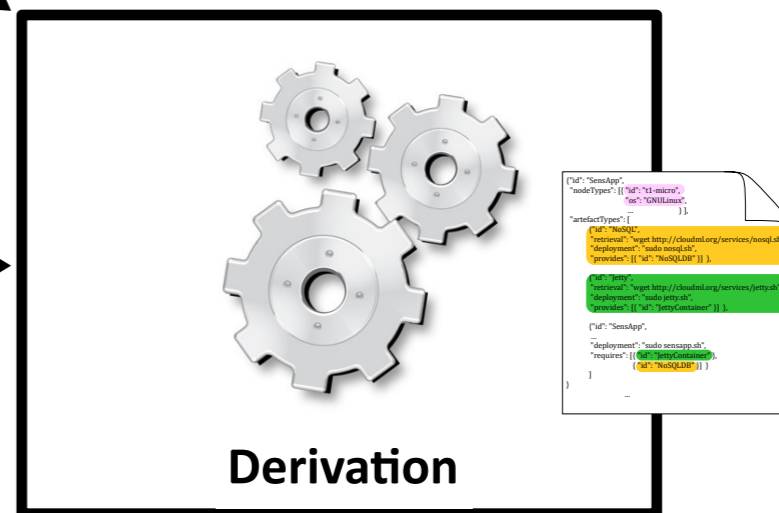 Derivation
{"id": "SensApp",
"nodeTypes": [{ "id": "t1-micro",
"os": "GNULinux",
... } ],
"artefactTypes": [
{"id": "NoSQL",
"retrieval": "wget http://cloudml.org/services/nosql.sh"
"deployment": "sudo nosql.sh",
"provides": [{ "id": "NoSQLDB" }] },
{"id": "Jetty",
"retrieval": "wget http://cloudml.org/services/jetty.sh"
"deployment": "sudo jetty.sh",
"provides": [{ "id": "JettyContainer" }] },
{"id": "SensApp",
...
"deployment": "sudo sensapp.sh",
"requires": [{ "id": "JettyContainer" },
{ "id": "NoSQLDB" }] }
]
}
...